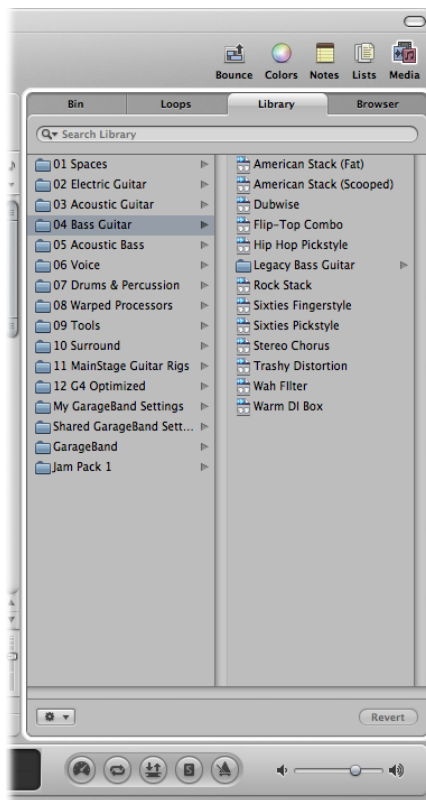 Bounce Colors Notes Lists Media
Bin Loops Library Browser
Search Library
01 Spaces
02 Electric Guitar
03 Acoustic Guitar
04 Bass Guitar
05 Acoustic Bass
06 Voice
07 Drums & Percussion
08 Warped Processors
09 Tools
10 Surround
11 MainStage Guitar Rigs
12 G4 Optimized
My GarageBand Settings
Shared GarageBand Sett...
GarageBand
Jam Pack 1
American Stack (Fat)
American Stack (Scooped)
Dubwise
Flip-Top Combo
Hip Hop Pickstyle
Legacy Bass Guitar
Rock Stack
Sixties Fingerstyle
Sixties Pickstyle
Stereo Chorus
Trashy Distortion
Wah FIlter
Warm DI Box
Revert
S